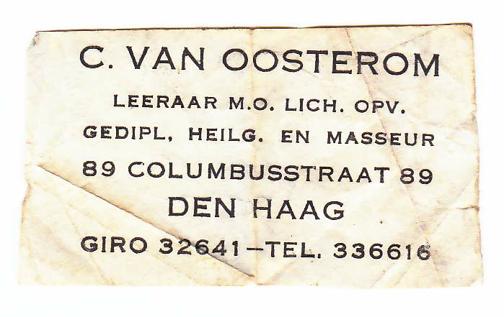 C. VAN OOSTEROM
LEERAAR M.O. LICH. OPV.
GEDIPL. HEILG. EN MASSEUR
89 COLUMBUSSTRAAT 89
DEN HAAG
GIRO 32641—TEL. 336616